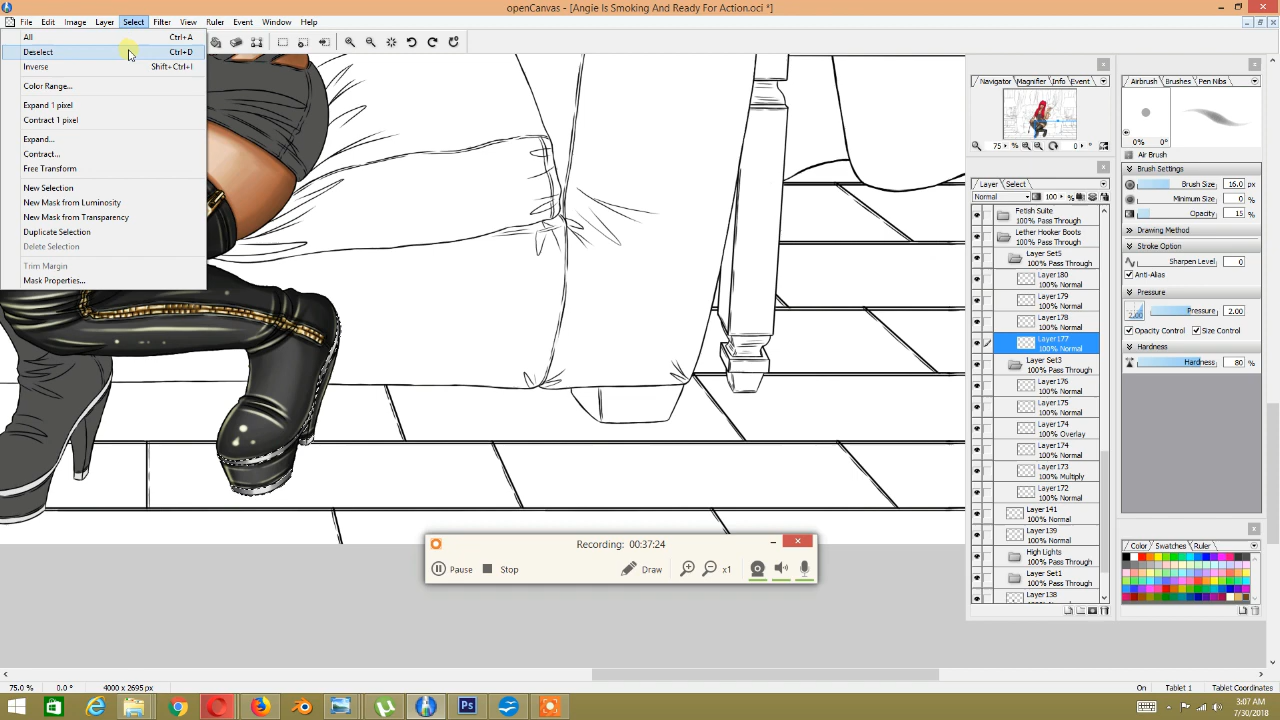 openCanvas - [Angie Is Smoking And Ready For Action.oci *]
File Edit Image Layer Select Filter View Ruler Event Window Help
All Ctrl+A
Deselect Ctrl+D
Inverse Shift+Ctrl+I
Color Range...
Expand 1 pixel
Contract 1 pixel
Expand...
Contract...
Free Transform
New Selection
New Mask from Luminosity
New Mask from Transparency
Duplicate Selection
Delete Selection
Trim Margin
Mask Properties...
Navigator Magnifier Info Event
75 % 0 °
Layer Select
Normal 100 %
Fetish Suite
100% Pass Through
Lether Hooker Boots
100% Pass Through
Layer Set5
100% Pass Through
Layer180
100% Normal
Layer179
100% Normal
Layer178
100% Normal
Layer177
100% Normal
Layer Set3
100% Pass Through
Layer176
100% Normal
Layer175
100% Normal
Layer174
100% Overlay
Layer174
100% Normal
Layer173
100% Multiply
Layer172
100% Normal
Layer141
100% Normal
Layer139
100% Normal
High Lights
100% Pass Through
Layer Set1
100% Pass Through
Layer138
Airbrush Brushes Pen Nibs
0% 0°
Air Brush
Brush Settings
Brush Size 16.0 px
Minimum Size 0 %
Opacity 15 %
Drawing Method
Stroke Option
Sharpen Level 0
Anti-Alias
Pressure
2.00 Pressure 2.00
Opacity Control Size Control
Hardness
Hardness 80 %
Color Swatches Ruler
Recording: 00:37:24
Pause Stop Draw x1
75.0 % 0.0 ° 4000 x 2695 px
On Tablet 1 Tablet Coordinates
Ps
3:07 AM
7/30/2018